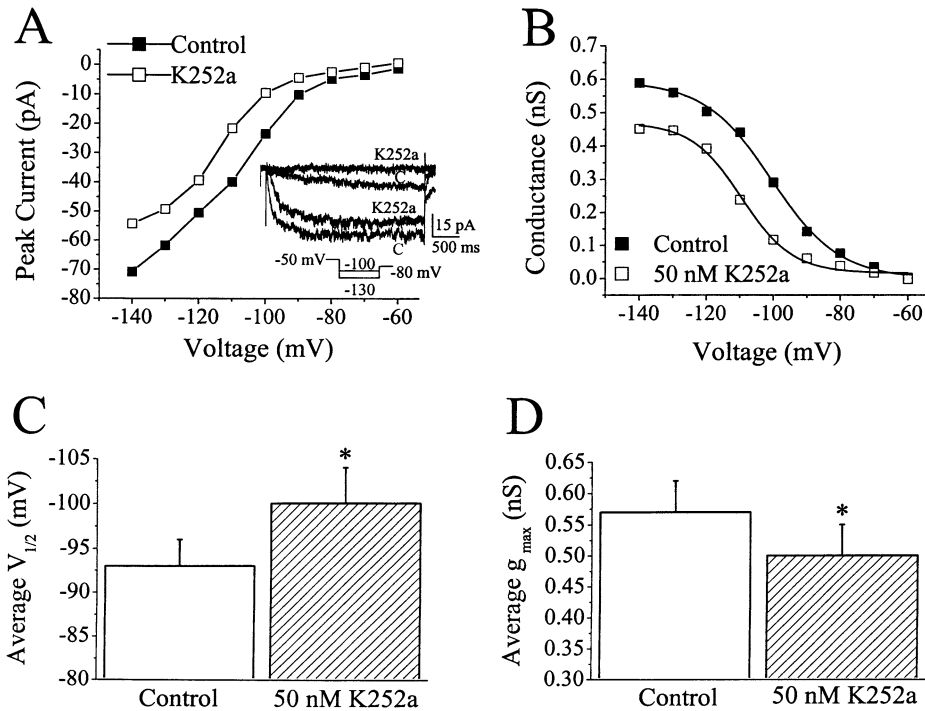 A
Control
K252a
0
-10
-20
-30
-40
-50
-60
-70
-80
Peak Current (pA)
K252a
C
K252a
C
15 pA
500 ms
-50 mV
-100
-80 mV
-130
-140
-120
-100
-80
-60
Voltage (mV)
B
0.7
0.6
0.5
0.4
0.3
0.2
0.1
0.0
Conductance (nS)
Control
50 nM K252a
-140
-120
-100
-80
-60
Voltage (mV)
C
-105
-100
-95
-90
-85
-80
Average V1/2 (mV)
*
Control
50 nM K252a
D
0.65
0.60
0.55
0.50
0.45
0.40
0.35
0.30
Average g max (nS)
*
Control
50 nM K252a